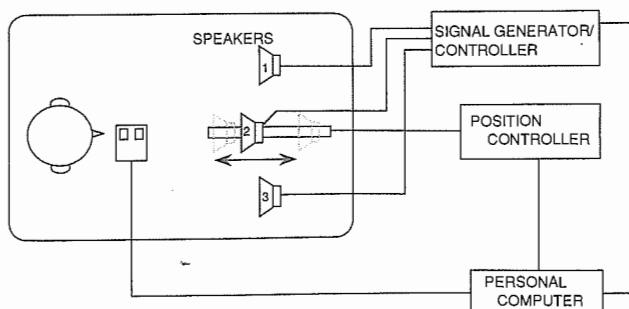 SPEAKERS
1
SIGNAL GENERATOR/
CONTROLLER
2
POSITION
CONTROLLER
3
PERSONAL
COMPUTER